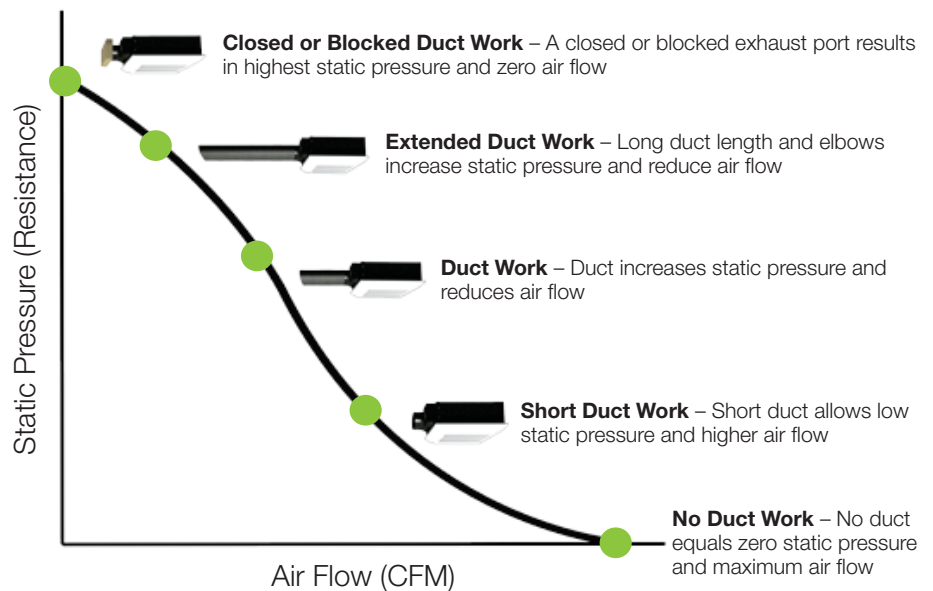 Closed or Blocked Duct Work – A closed or blocked exhaust port results
in highest static pressure and zero air flow
Extended Duct Work – Long duct length and elbows
increase static pressure and reduce air flow
Duct Work – Duct increases static pressure and
reduces air flow
Short Duct Work – Short duct allows low
static pressure and higher air flow
No Duct Work – No duct
equals zero static pressure
and maximum air flow
Static Pressure (Resistance)
Air Flow (CFM)